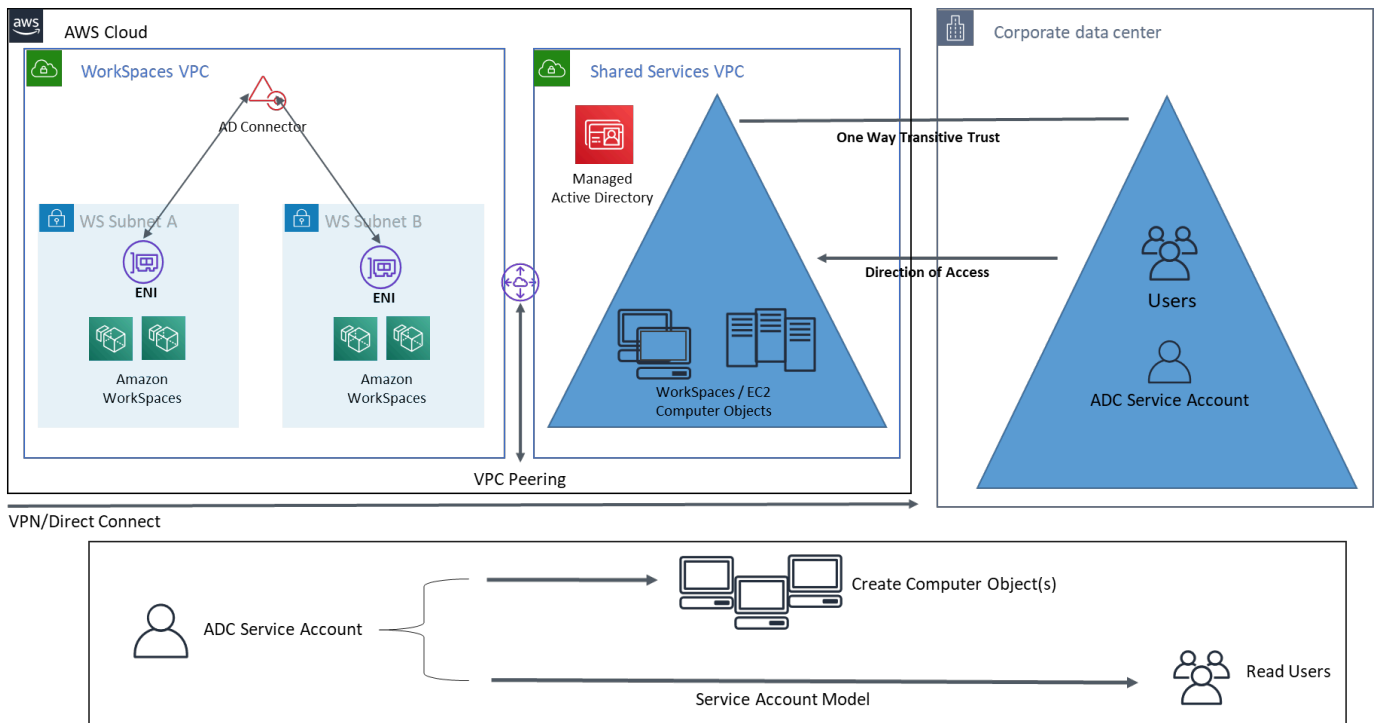 aws
AWS Cloud
Corporate data center
WorkSpaces VPC
Shared Services VPC
AD Connector
One Way Transitive Trust
Managed
Active Directory
WS Subnet A
WS Subnet B
Direction of Access
ENI
ENI
Users
Amazon
WorkSpaces
Amazon
WorkSpaces
WorkSpaces / EC2
Computer Objects
ADC Service Account
VPC Peering
VPN/Direct Connect
Create Computer Object(s)
ADC Service Account
Read Users
Service Account Model